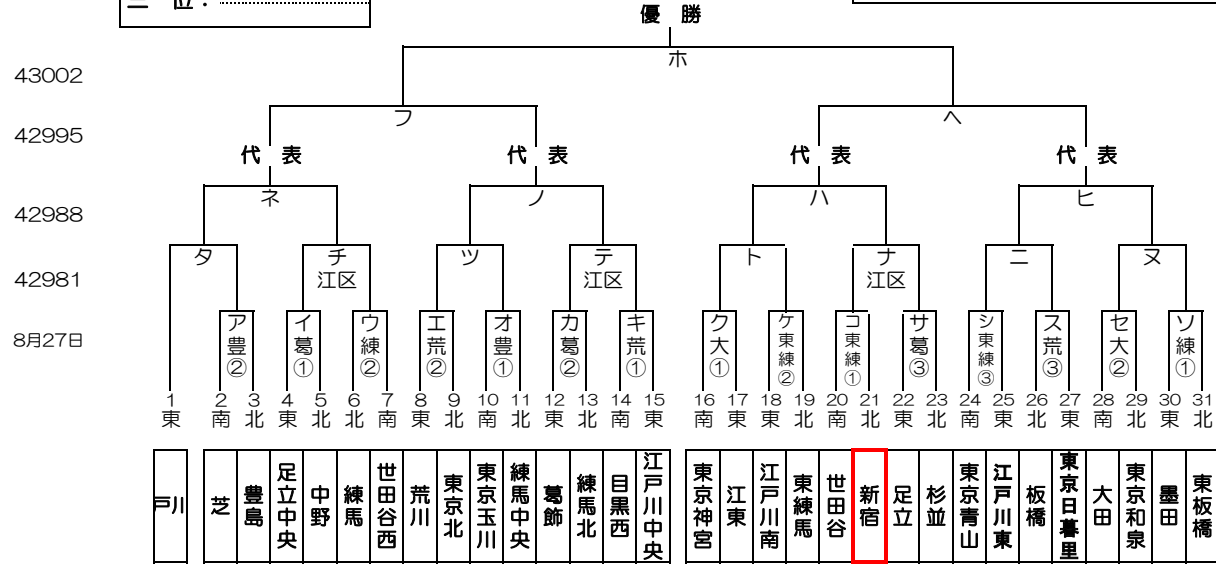 三 位：
優 勝
ホ
43002
フ
ヘ
42995
代 表
代 表
代 表
代 表
ネ
ノ
ハ
ヒ
42988
タ
チ
江区
ツ
テ
江区
ト
ナ
江区
ニ
ヌ
42981
8月27日
ア豊②
イ葛①
ウ練②
エ荒②
オ豊①
カ葛②
キ荒①
ク大①
ケ東練②
コ東練①
サ葛③
シ東練③
ス荒③
セ大②
ソ練①
1 2 3 4 5 6 7 8 9 10 11 12 13 14 15 16 17 18 19 20 21 22 23 24 25 26 27 28 29 30 31
東 南 北 東 北 北 南 東 北 南 北 東 北 南 東 南 東 東 北 南 北 東 北 南 東 北 東 南 北 東 北
戸川
芝
豊島
足立中央
中野
練馬
世田谷西
荒川
東京北
東京玉川
練馬中央
葛飾
練馬北
目黒西
江戸川中央
東京神宮
江東
江戸川南
東練馬
世田谷
新宿
足立
杉並
東京青山
江戸川東
板橋
東京日暮里
大田
東京和泉
墨田
東板橋